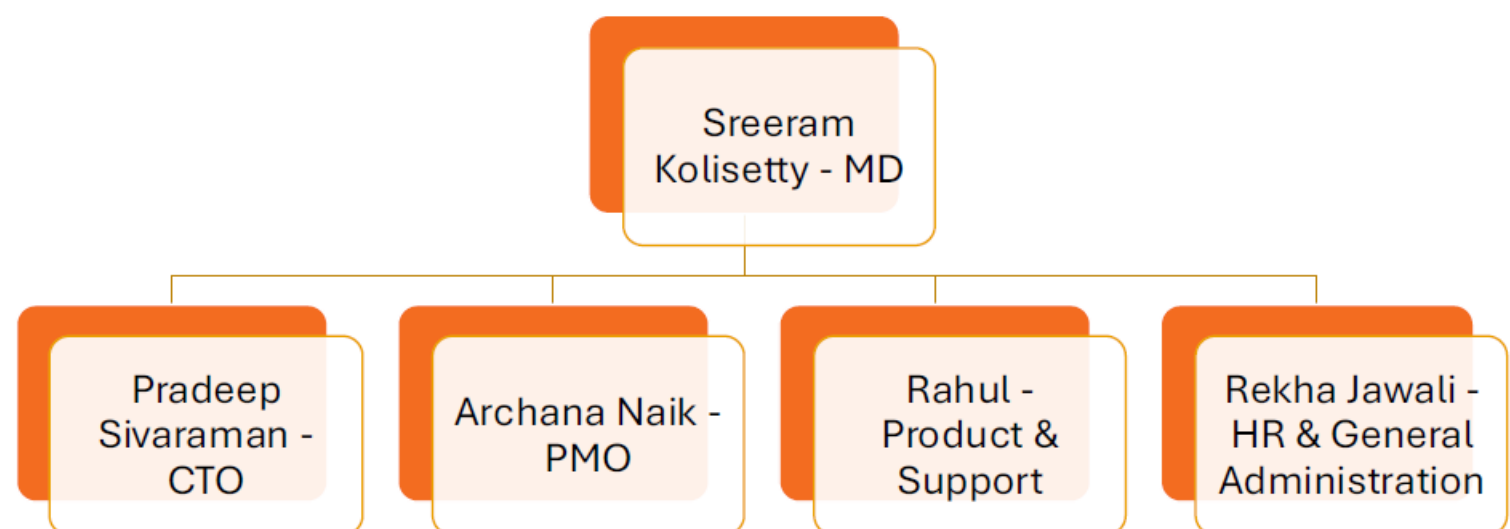 Sreeram
Kolisetty - MD
Pradeep
Sivaraman -
CTO
Archana Naik -
PMO
Rahul -
Product &
Support
Rekha Jawali -
HR & General
Administration